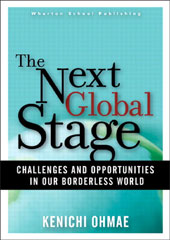 Wharton School Publishing
The
Next
Global
Stage
CHALLENGES AND OPPORTUNITIES
IN OUR BORDERLESS WORLD
KENICHI OHMAE